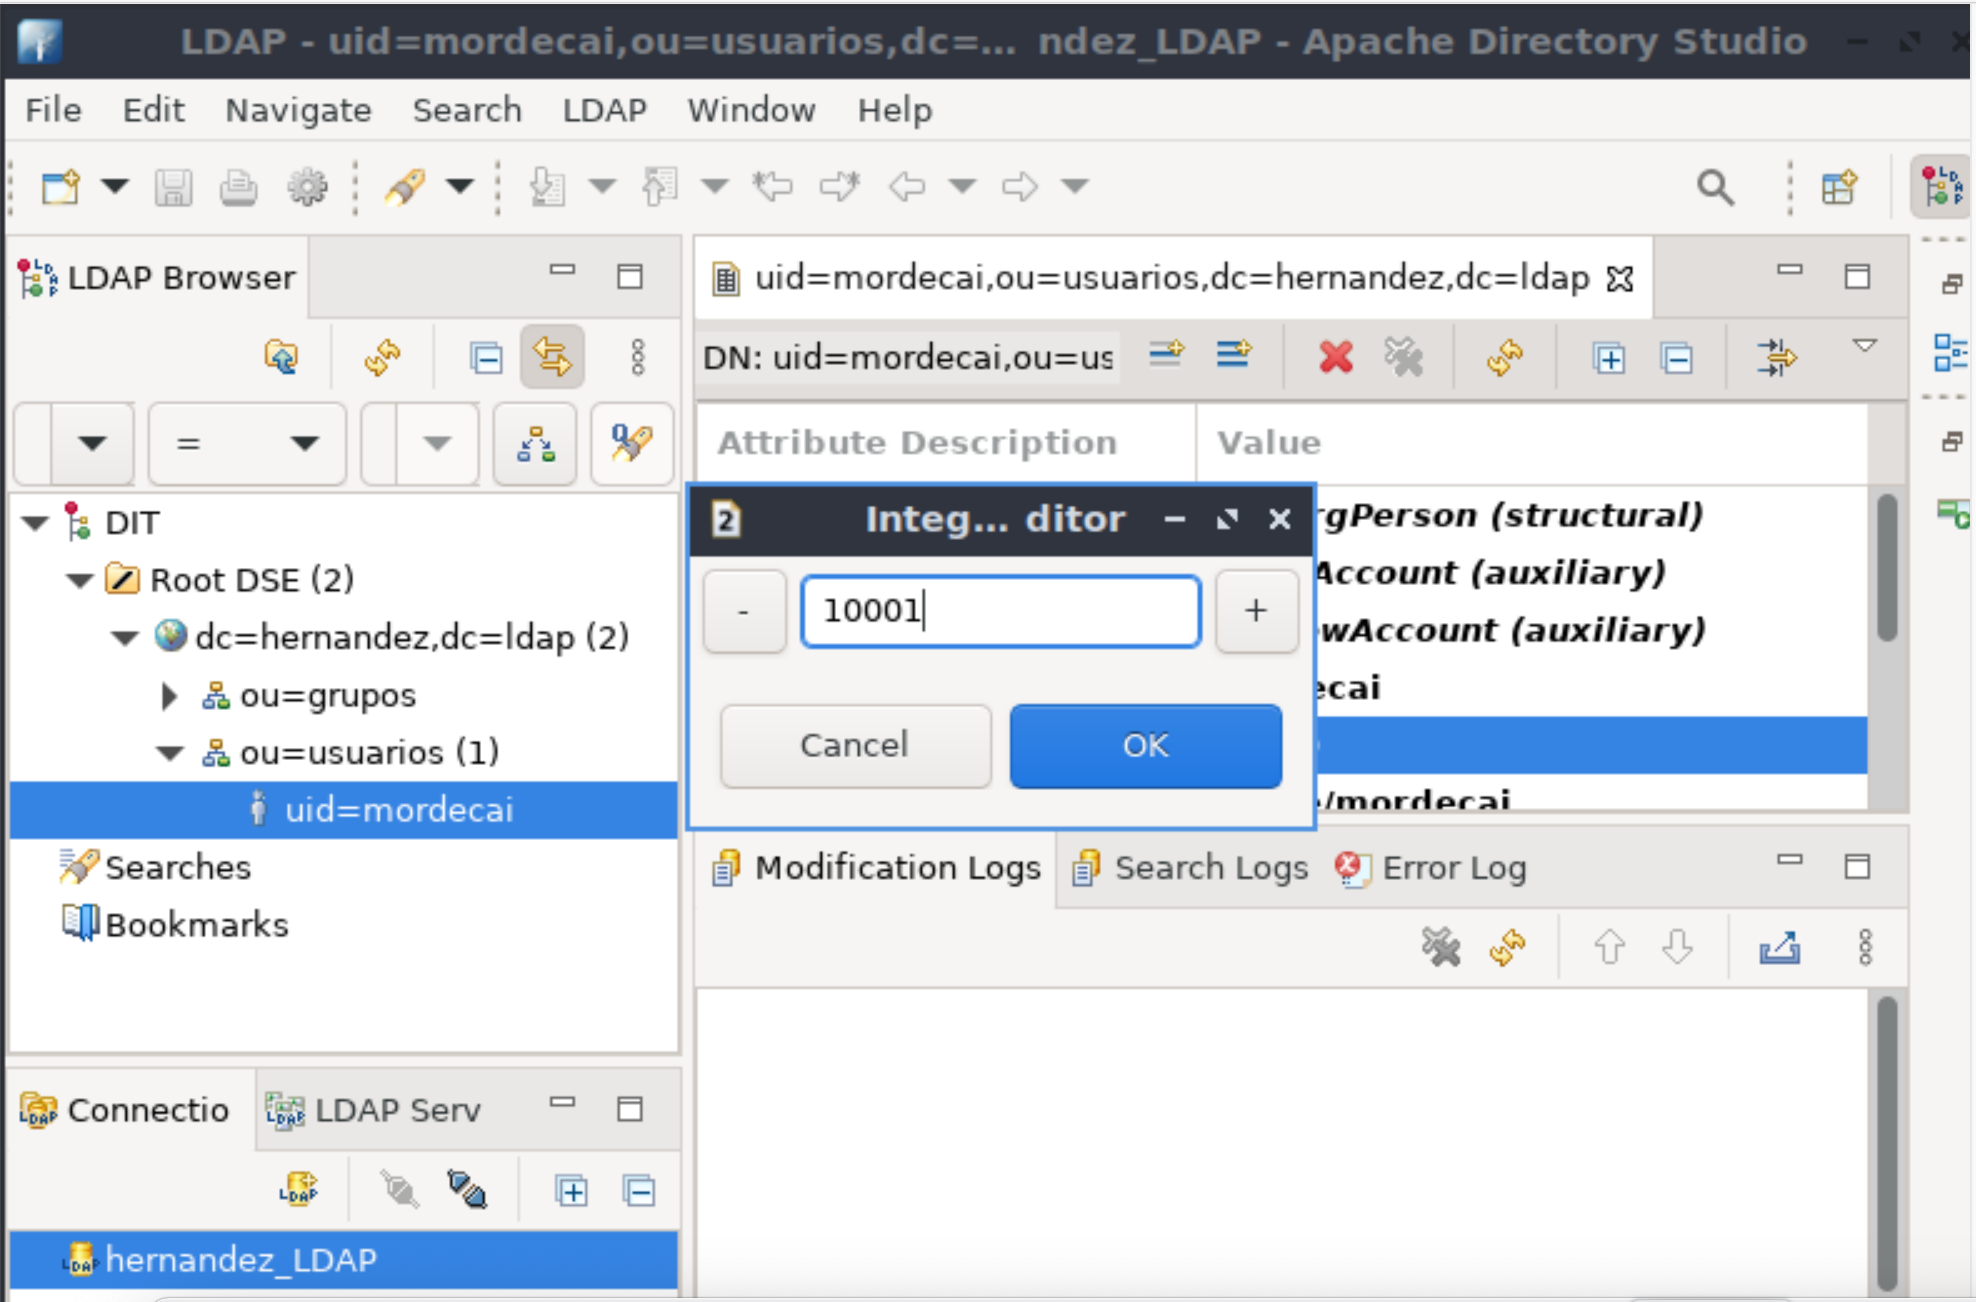 LDAP - uid=mordecai,ou=usuarios,dc=... ndez_LDAP - Apache Directory Studio
File Edit Navigate Search LDAP Window Help
LDAP Browser
uid=mordecai,ou=usuarios,dc=hernandez,dc=ldap
DN: uid=mordecai,ou=us
=
Attribute Description Value
DIT
Root DSE (2)
dc=hernandez,dc=ldap (2)
ou=grupos
ou=usuarios (1)
uid=mordecai
Searches
Bookmarks
Integ... ditor
- 10001 +
Cancel OK
rgPerson (structural)
Account (auxiliary)
wAccount (auxiliary)
ecai
/mordecai
Modification Logs Search Logs Error Log
Connectio LDAP Serv
hernandez_LDAP